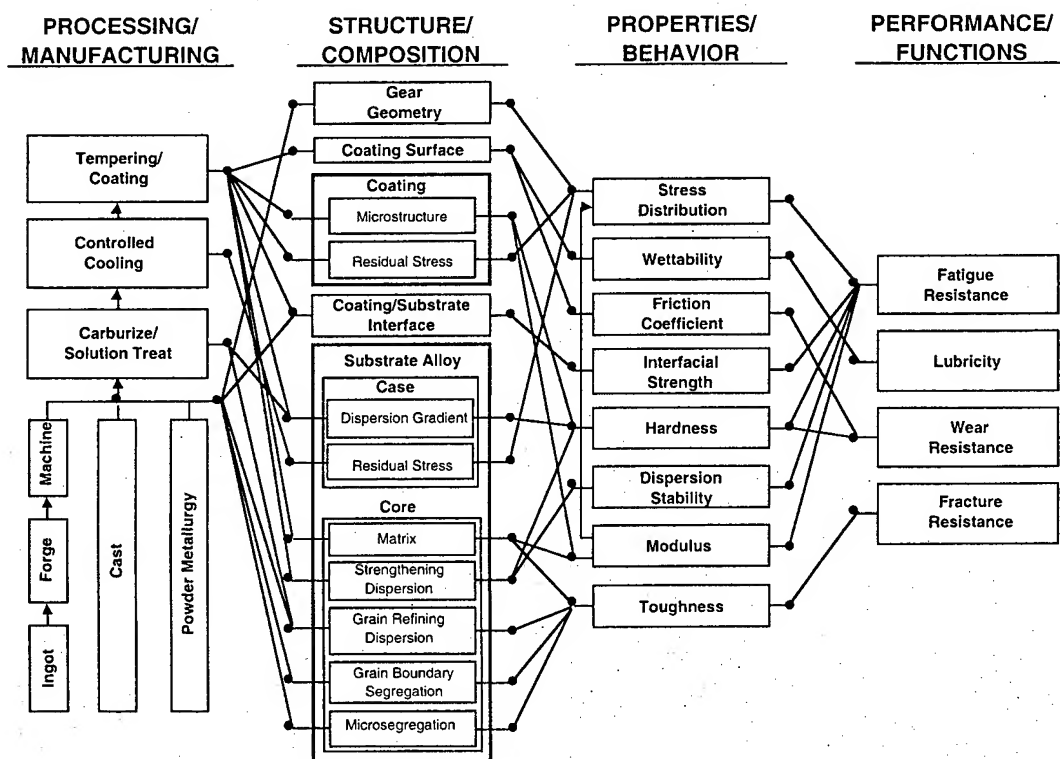 PROCESSING/
MANUFACTURING
STRUCTURE/
COMPOSITION
PROPERTIES/
BEHAVIOR
PERFORMANCE/
FUNCTIONS
Tempering/
Coating
Controlled
Cooling
Carburize/
Solution Treat
Machine
Forge
Ingot
Cast
Powder Metallurgy
Gear
Geometry
Coating Surface
Coating
Microstructure
Residual Stress
Coating/Substrate
Interface
Substrate Alloy
Case
Dispersion Gradient
Residual Stress
Core
Matrix
Strengthening
Dispersion
Grain Refining
Dispersion
Grain Boundary
Segregation
Microsegregation
Stress
Distribution
Wettability
Friction
Coefficient
Interfacial
Strength
Hardness
Dispersion
Stability
Modulus
Toughness
Fatigue
Resistance
Lubricity
Wear
Resistance
Fracture
Resistance